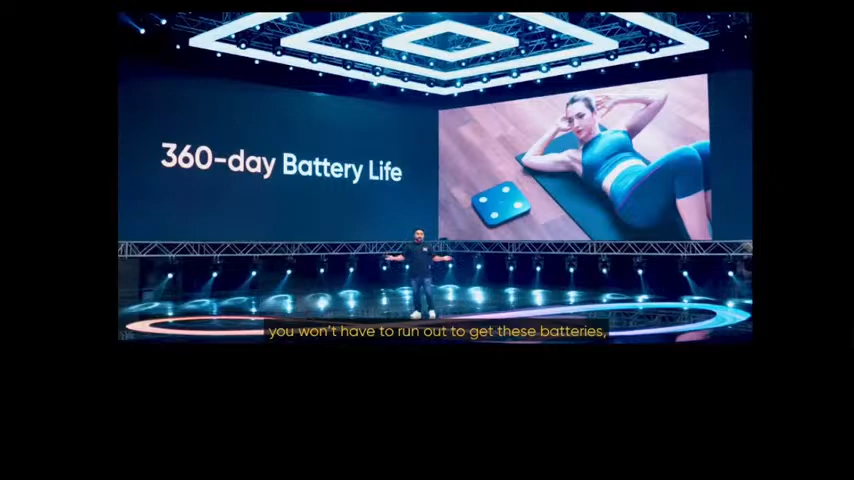 360-day Battery Life
you won't have to run out to get these batteries,